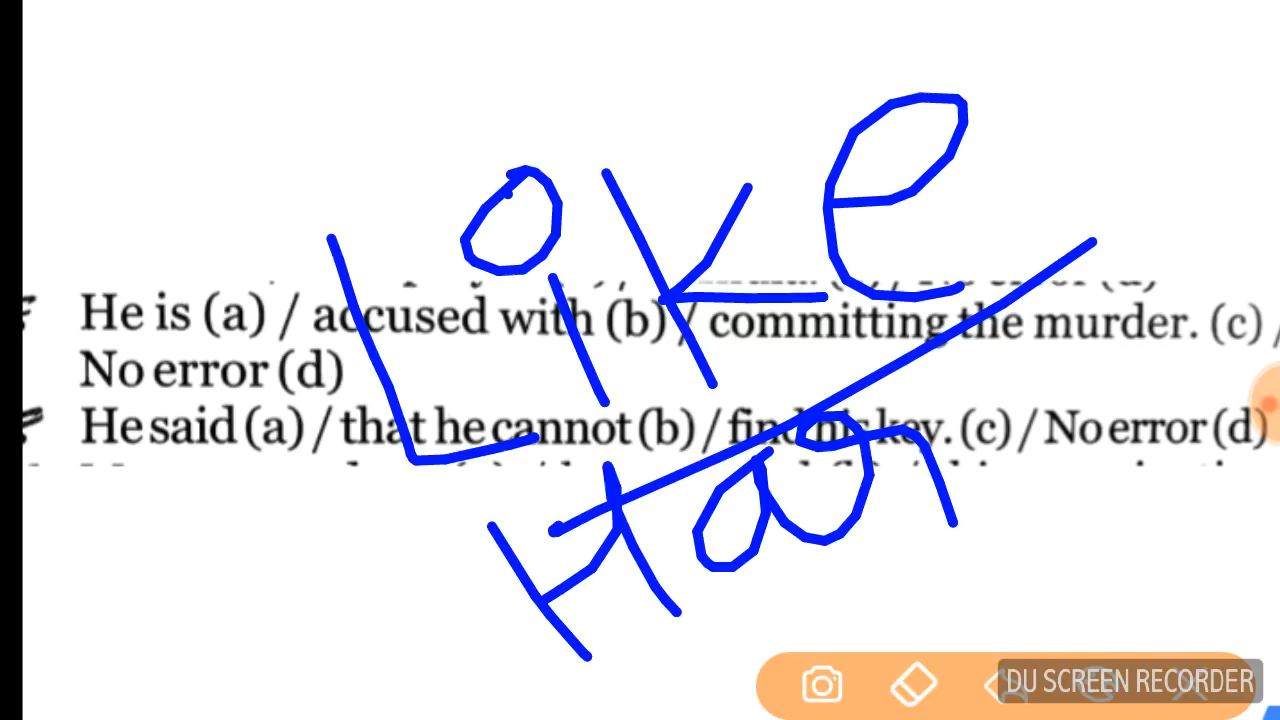 Like
He is (a) / accused with (b) / committing the murder. (c) /
No error (d)
He said (a) / that he cannot (b) / find his key. (c) / No error (d)
DU SCREEN RECORDER